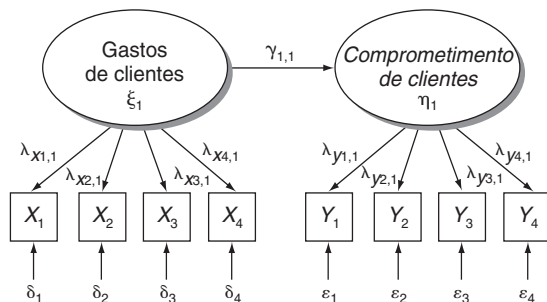 Gastos
de clientes
ξ1
γ1,1
Comprometimento
de clientes
η1
λx1,1
λx2,1
λx3,1
λx4,1
λy1,1
λy2,1
λy3,1
λy4,1
X1 X2 X3 X4 Y1 Y2 Y3 Y4
δ1 δ2 δ3 δ4 ε1 ε2 ε3 ε4